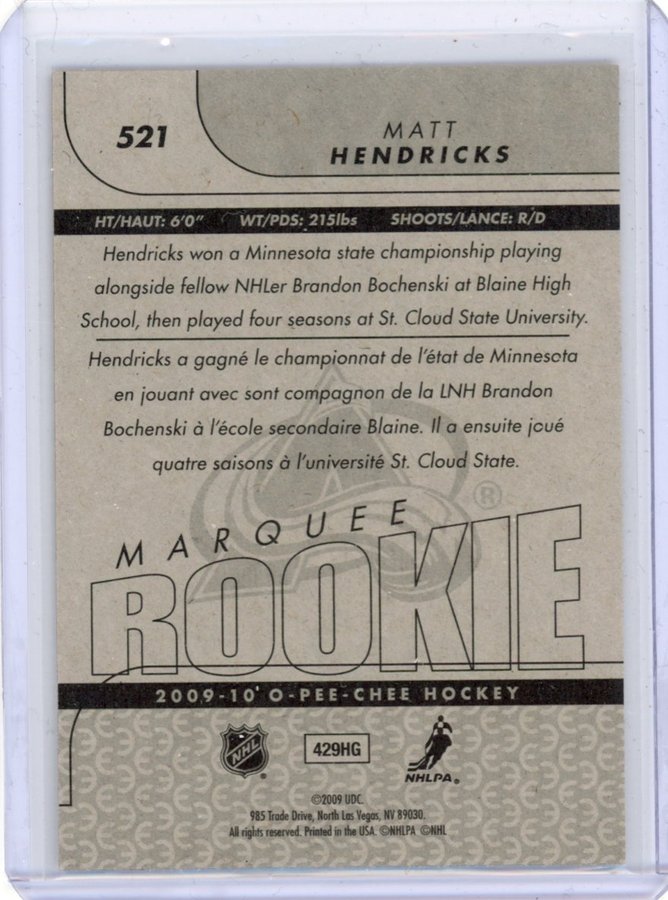 521
MATT
HENDRICKS
HT/HAUT: 6'0" WT/PDS: 215lbs SHOOTS/LANCE: R/D
Hendricks won a Minnesota state championship playing
alongside fellow NHLer Brandon Bochenski at Blaine High
School, then played four seasons at St. Cloud State University.
Hendricks a gagné le championnat de l'état de Minnesota
en jouant avec sont compagnon de la LNH Brandon
Bochenski à l'école secondaire Blaine. Il a ensuite joué
quatre saisons à l'université St. Cloud State.
®
MARQUEE
ROOKIE
2009-10 O-PEE-CHEE HOCKEY
NHL
429HG
NHLPA®
©2009 UDC.
985 Trade Drive, North Las Vegas, NV 89030.
All rights reserved. Printed in the USA. ©NHLPA ©NHL